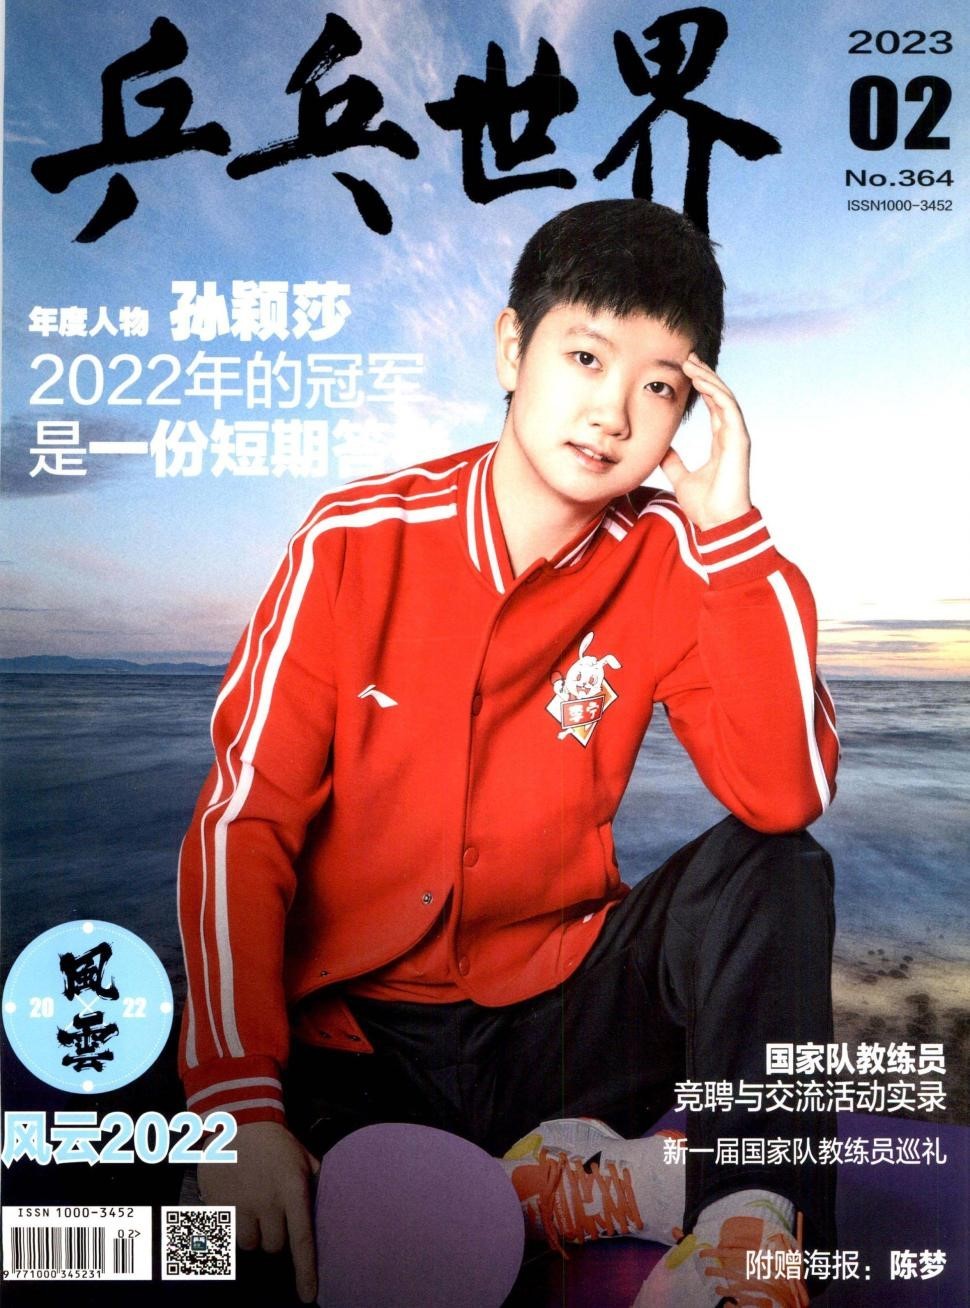 乒乓世界
2023
02
No.364
ISSN1000-3452
年度人物 孙颖莎
2022年的冠军
是一份短期答
李宁
風雲
20 22
风云2022
国家队教练员
竞聘与交流活动实录
新一届国家队教练员巡礼
附赠海报：陈梦
ISSN 1000-3452
02>
9 771000 345231